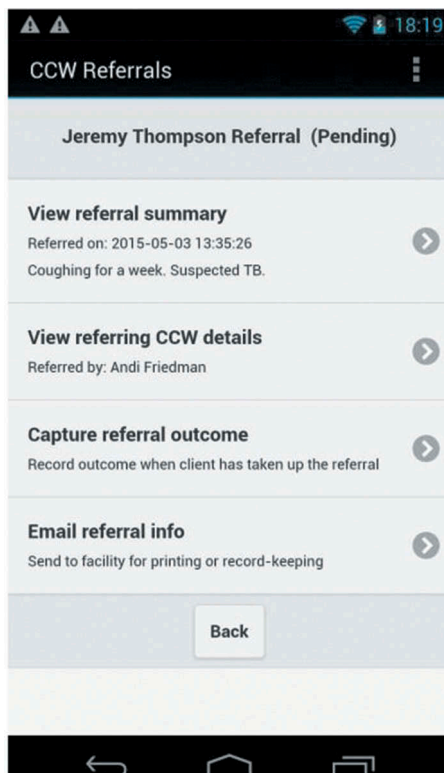 18:19
CCW Referrals
Jeremy Thompson Referral (Pending)
View referral summary
Referred on: 2015-05-03 13:35:26
Coughing for a week. Suspected TB.
View referring CCW details
Referred by: Andi Friedman
Capture referral outcome
Record outcome when client has taken up the referral
Email referral info
Send to facility for printing or record-keeping
Back